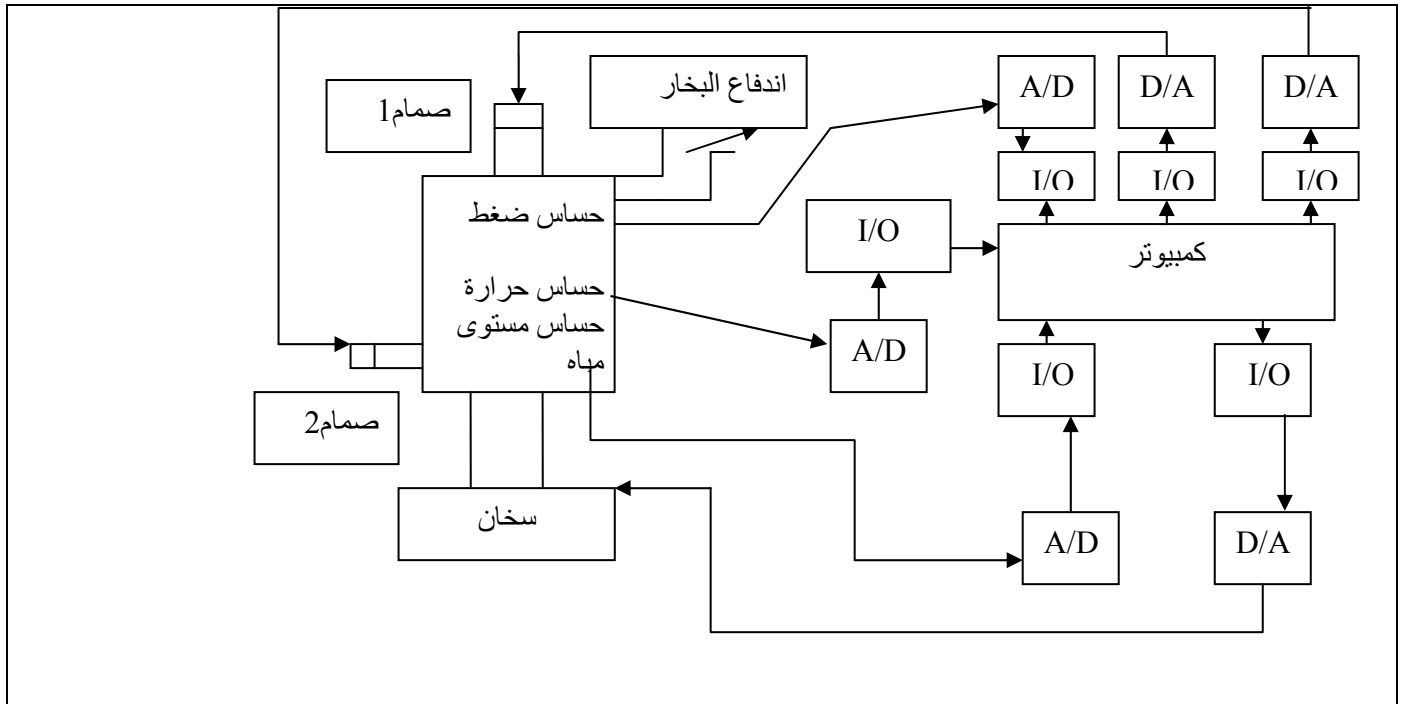 اندفاع البخار
A/D
D/A
D/A
صمام1
I/O
I/O
I/O
حساس ضغط
I/O
كمبيوتر
حساس حرارة
حساس مستوى
مياه
A/D
I/O
I/O
صمام2
سخان
A/D
D/A